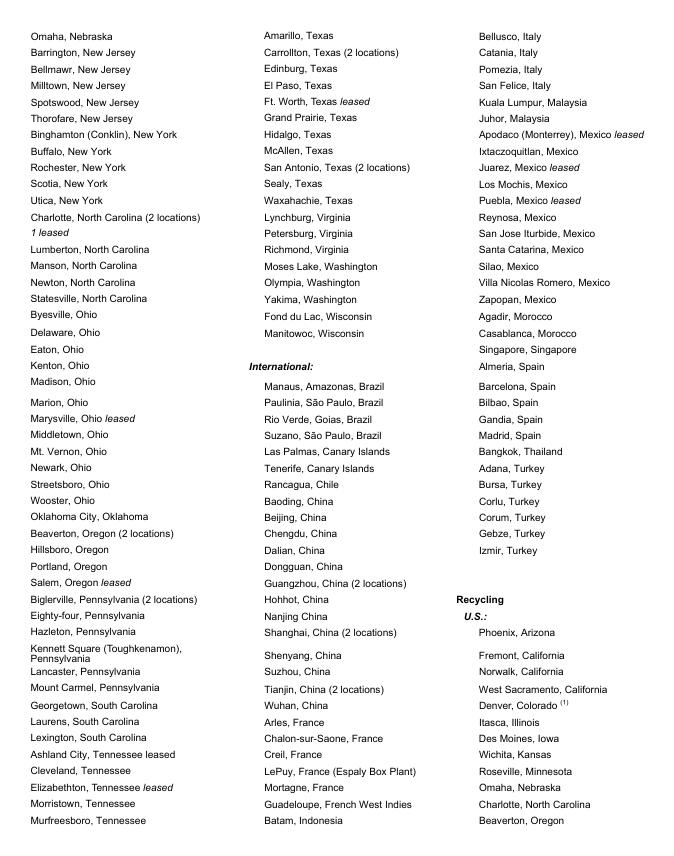 Omaha, Nebraska
Barrington, New Jersey
Bellmawr, New Jersey
Milltown, New Jersey
Spotswood, New Jersey
Thorofare, New Jersey
Binghamton (Conklin), New York
Buffalo, New York
Rochester, New York
Scotia, New York
Utica, New York
Charlotte, North Carolina (2 locations)
1 leased
Lumberton, North Carolina
Manson, North Carolina
Newton, North Carolina
Statesville, North Carolina
Byesville, Ohio
Delaware, Ohio
Eaton, Ohio
Kenton, Ohio
Madison, Ohio
Marion, Ohio
Marysville, Ohio leased
Middletown, Ohio
Mt. Vernon, Ohio
Newark, Ohio
Streetsboro, Ohio
Wooster, Ohio
Oklahoma City, Oklahoma
Beaverton, Oregon (2 locations)
Hillsboro, Oregon
Portland, Oregon
Salem, Oregon leased
Biglerville, Pennsylvania (2 locations)
Eighty-four, Pennsylvania
Hazleton, Pennsylvania
Kennett Square (Toughkenamon),
Pennsylvania
Lancaster, Pennsylvania
Mount Carmel, Pennsylvania
Georgetown, South Carolina
Laurens, South Carolina
Lexington, South Carolina
Ashland City, Tennessee leased
Cleveland, Tennessee
Elizabethton, Tennessee leased
Morristown, Tennessee
Murfreesboro, Tennessee
Amarillo, Texas
Carrollton, Texas (2 locations)
Edinburg, Texas
El Paso, Texas
Ft. Worth, Texas leased
Grand Prairie, Texas
Hidalgo, Texas
McAllen, Texas
San Antonio, Texas (2 locations)
Sealy, Texas
Waxahachie, Texas
Lynchburg, Virginia
Petersburg, Virginia
Richmond, Virginia
Moses Lake, Washington
Olympia, Washington
Yakima, Washington
Fond du Lac, Wisconsin
Manitowoc, Wisconsin
International:
Manaus, Amazonas, Brazil
Paulinia, São Paulo, Brazil
Rio Verde, Goias, Brazil
Suzano, São Paulo, Brazil
Las Palmas, Canary Islands
Tenerife, Canary Islands
Rancagua, Chile
Baoding, China
Beijing, China
Chengdu, China
Dalian, China
Dongguan, China
Guangzhou, China (2 locations)
Hohhot, China
Nanjing China
Shanghai, China (2 locations)
Shenyang, China
Suzhou, China
Tianjin, China (2 locations)
Wuhan, China
Arles, France
Chalon-sur-Saone, France
Creil, France
LePuy, France (Espaly Box Plant)
Mortagne, France
Guadeloupe, French West Indies
Batam, Indonesia
Bellusco, Italy
Catania, Italy
Pomezia, Italy
San Felice, Italy
Kuala Lumpur, Malaysia
Juhor, Malaysia
Apodaco (Monterrey), Mexico leased
Ixtaczoquitlan, Mexico
Juarez, Mexico leased
Los Mochis, Mexico
Puebla, Mexico leased
Reynosa, Mexico
San Jose Iturbide, Mexico
Santa Catarina, Mexico
Silao, Mexico
Villa Nicolas Romero, Mexico
Zapopan, Mexico
Agadir, Morocco
Casablanca, Morocco
Singapore, Singapore
Almeria, Spain
Barcelona, Spain
Bilbao, Spain
Gandia, Spain
Madrid, Spain
Bangkok, Thailand
Adana, Turkey
Bursa, Turkey
Corlu, Turkey
Corum, Turkey
Gebze, Turkey
Izmir, Turkey
Recycling
U.S.:
Phoenix, Arizona
Fremont, California
Norwalk, California
West Sacramento, California
Denver, Colorado (1)
Itasca, Illinois
Des Moines, Iowa
Wichita, Kansas
Roseville, Minnesota
Omaha, Nebraska
Charlotte, North Carolina
Beaverton, Oregon